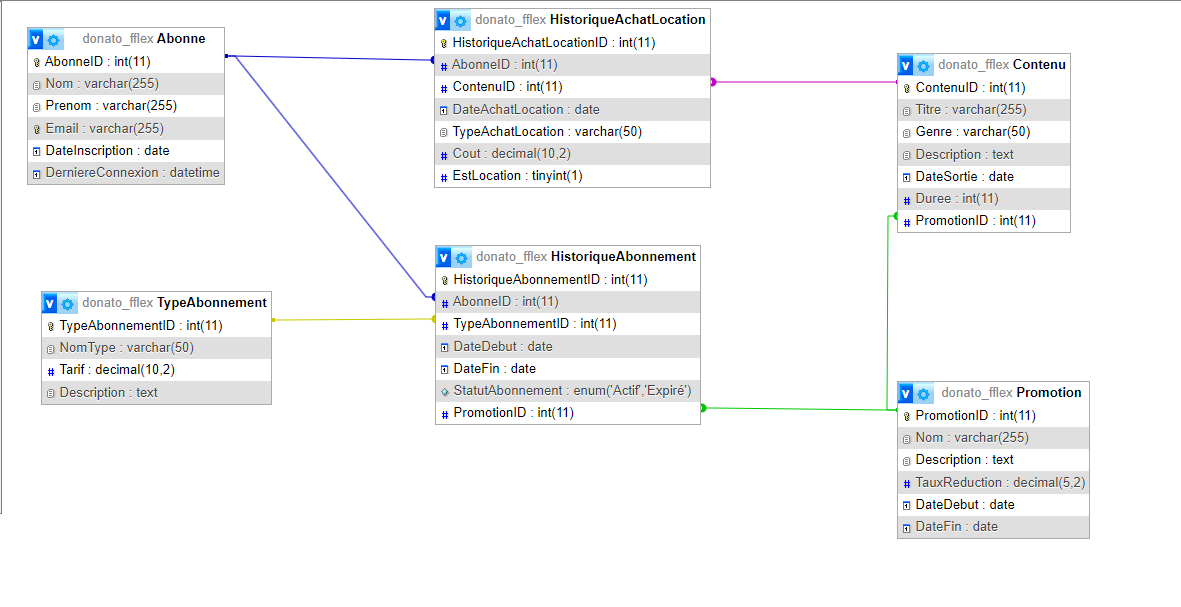 donato_fflex Abonne
AbonneID : int(11)
Nom : varchar(255)
Prenom : varchar(255)
Email : varchar(255)
DateInscription : date
DerniereConnexion : datetime
donato_fflex HistoriqueAchatLocation
HistoriqueAchatLocationID : int(11)
AbonneID : int(11)
ContenuID : int(11)
DateAchatLocation : date
TypeAchatLocation : varchar(50)
Cout : decimal(10,2)
EstLocation : tinyint(1)
donato_fflex Contenu
ContenuID : int(11)
Titre : varchar(255)
Genre : varchar(50)
Description : text
DateSortie : date
Duree : int(11)
PromotionID : int(11)
donato_fflex TypeAbonnement
TypeAbonnementID : int(11)
NomType : varchar(50)
Tarif : decimal(10,2)
Description : text
donato_fflex HistoriqueAbonnement
HistoriqueAbonnementID : int(11)
AbonneID : int(11)
TypeAbonnementID : int(11)
DateDebut : date
DateFin : date
StatutAbonnement : enum('Actif','Expiré')
PromotionID : int(11)
donato_fflex Promotion
PromotionID : int(11)
Nom : varchar(255)
Description : text
TauxReduction : decimal(5,2)
DateDebut : date
DateFin : date